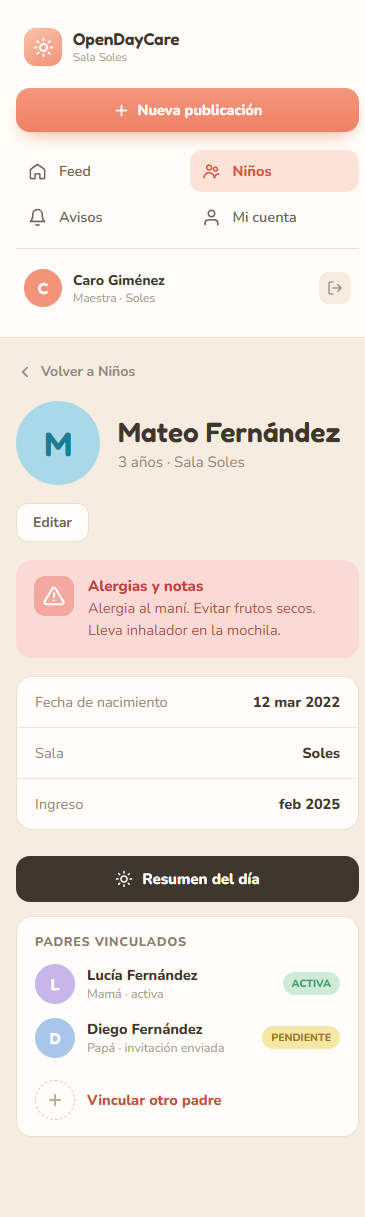 OpenDayCare
Sala Soles
Nueva publicación
Feed
Niños
Avisos
Mi cuenta
C
Caro Giménez
Maestra · Soles
Volver a Niños
M
Mateo Fernández
3 años · Sala Soles
Editar
Alergias y notas
Alergia al maní. Evitar frutos secos.
Lleva inhalador en la mochila.
Fecha de nacimiento 12 mar 2022
Sala Soles
Ingreso feb 2025
Resumen del día
PADRES VINCULADOS
L
Lucía Fernández
Mamá · activa
ACTIVA
D
Diego Fernández
Papá · invitación enviada
PENDIENTE
Vincular otro padre